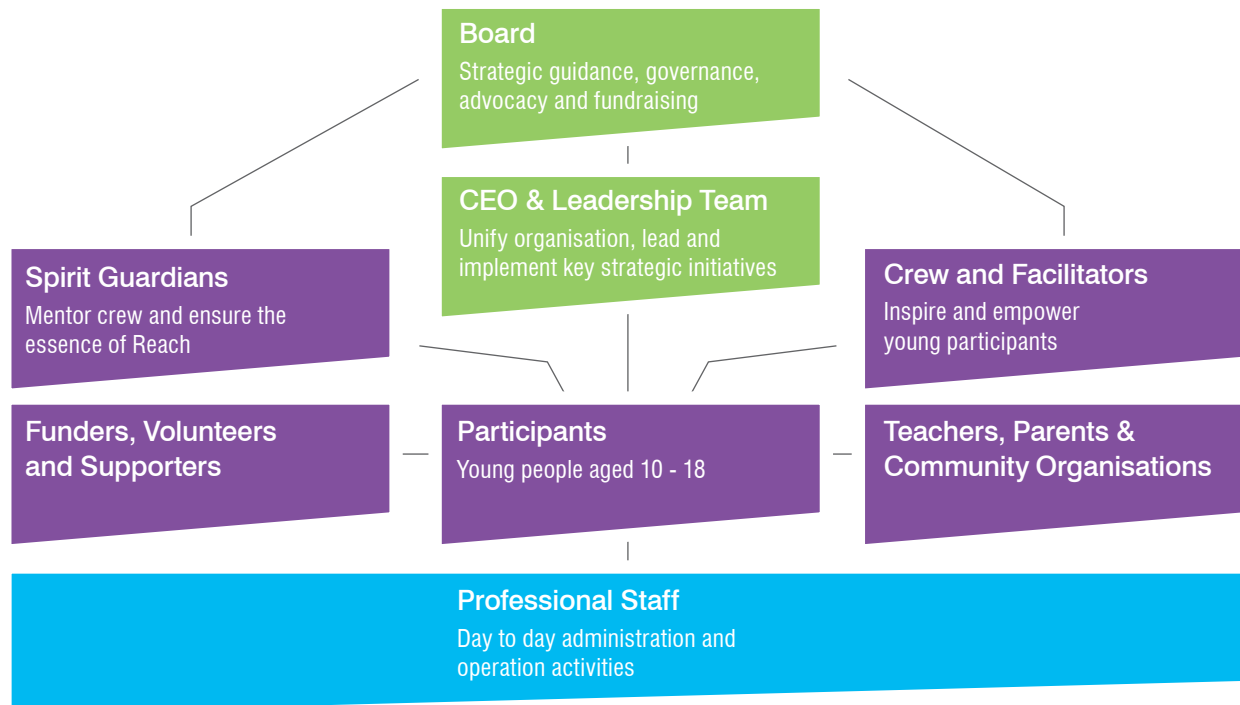 Board
Strategic guidance, governance,
advocacy and fundraising
CEO & Leadership Team
Unify organisation, lead and
implement key strategic initiatives
Spirit Guardians
Mentor crew and ensure the
essence of Reach
Crew and Facilitators
Inspire and empower
young participants
Funders, Volunteers
and Supporters
Participants
Young people aged 10 - 18
Teachers, Parents &
Community Organisations
Professional Staff
Day to day administration and
operation activities